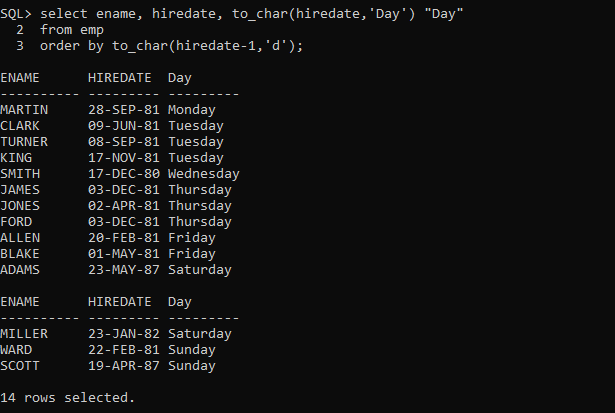 SQL> select ename, hiredate, to_char(hiredate,'Day') "Day"
  2  from emp
  3  order by to_char(hiredate-1,'d');

ENAME      HIREDATE  Day
---------- --------- ---------
MARTIN     28-SEP-81 Monday
CLARK      09-JUN-81 Tuesday
TURNER     08-SEP-81 Tuesday
KING       17-NOV-81 Tuesday
SMITH      17-DEC-80 Wednesday
JAMES      03-DEC-81 Thursday
JONES      02-APR-81 Thursday
FORD       03-DEC-81 Thursday
ALLEN      20-FEB-81 Friday
BLAKE      01-MAY-81 Friday
ADAMS      23-MAY-87 Saturday

ENAME      HIREDATE  Day
---------- --------- ---------
MILLER     23-JAN-82 Saturday
WARD       22-FEB-81 Sunday
SCOTT      19-APR-87 Sunday

14 rows selected.